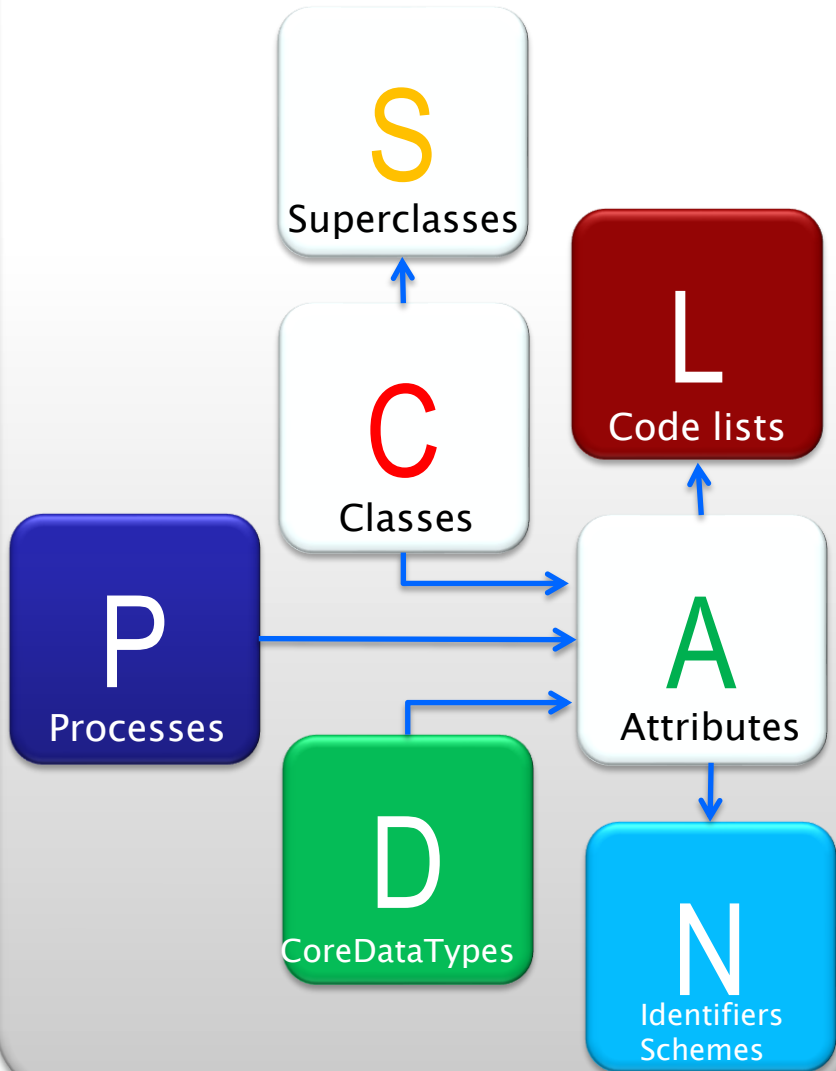 S
Superclasses
C
Classes
L
Code lists
P
Processes
A
Attributes
D
CoreDataTypes
N
Identifiers
Schemes